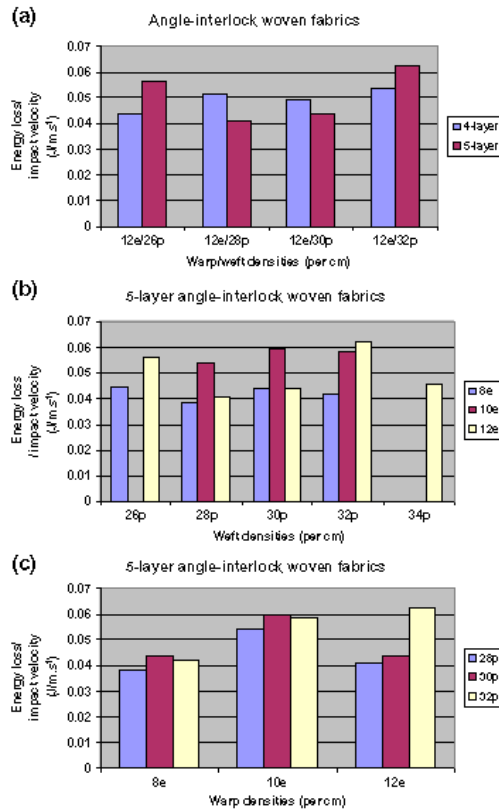 (a)
Angle-interlock woven fabrics
Energy loss/
impact velocity
(J/m.s⁻¹)
0.07
0.06
0.05
0.04
0.03
0.02
0.01
0
12e/26p 12e/28p 12e/30p 12e/32p
Warp/weft densities (per cm)
4-layer
5-layer
(b)
5-layer angle-interlock woven fabrics
Energy loss
/ impact velocity
(J/m.s⁻¹)
0.07
0.06
0.05
0.04
0.03
0.02
0.01
0
26p 28p 30p 32p 34p
Weft densities (per cm)
8e
10e
12e
(c)
5-layer angle-interlock woven fabrics
Energy loss/
impact velocity
(J/m.s⁻¹)
0.07
0.06
0.05
0.04
0.03
0.02
0.01
0
8e 10e 12e
Warp densities (per cm)
28p
30p
32p